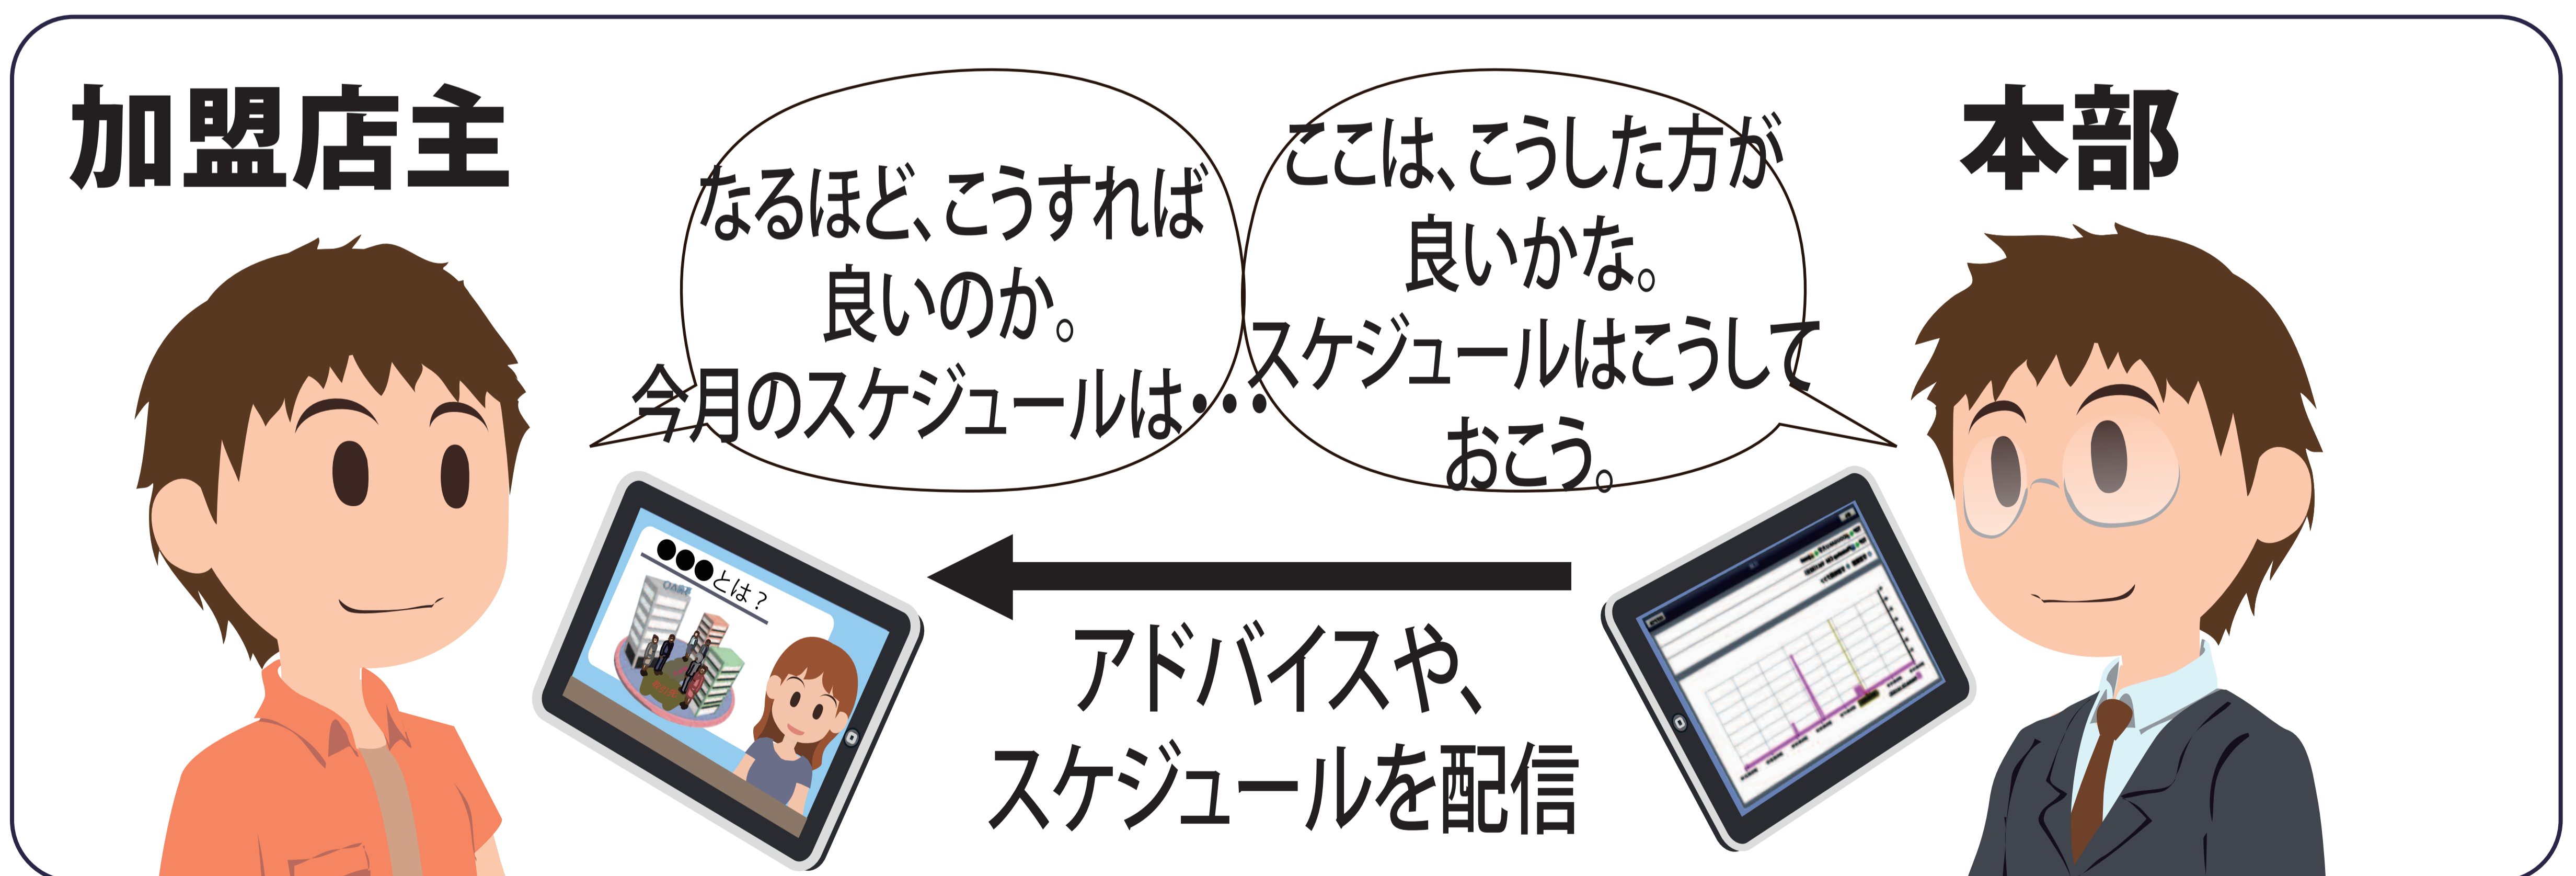 加盟店主
なるほど、こうすれば
良いのか。
今月のスケジュールは・・・
ここは、こうした方が
良いかな。
スケジュールはこうして
おこう。
本部
●●●とは？
アドバイスや、
スケジュールを配信